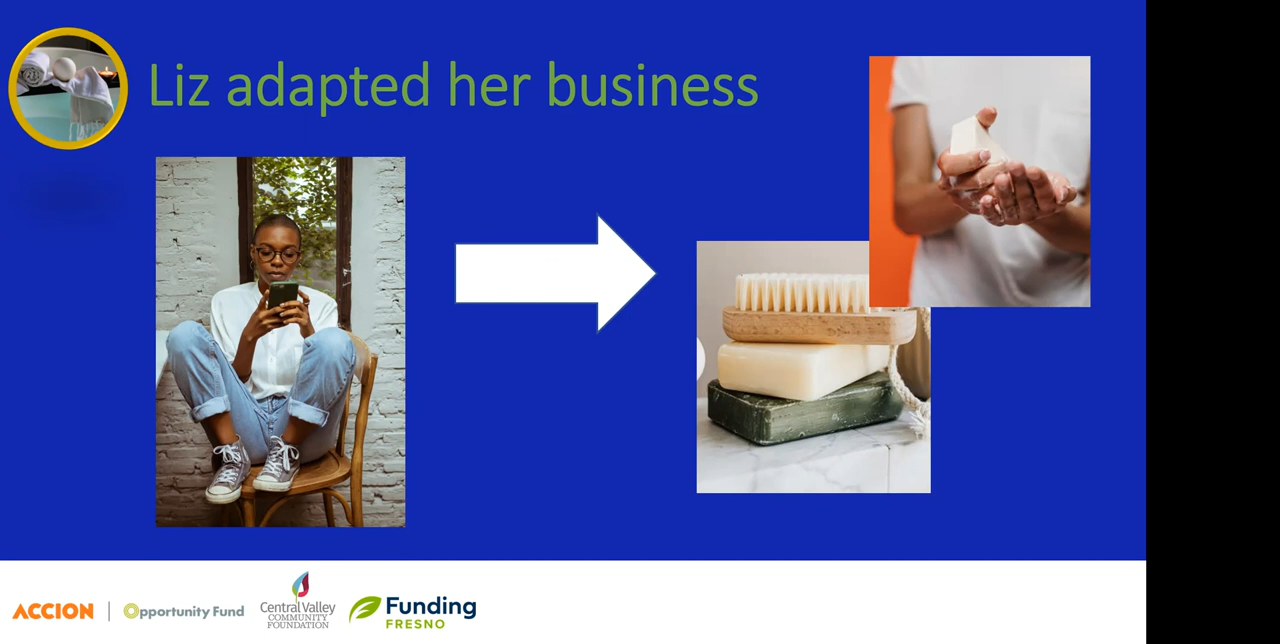 Liz adapted her business
ACCION | Opportunity Fund
Central Valley
COMMUNITY
FOUNDATION
Funding
FRESNO